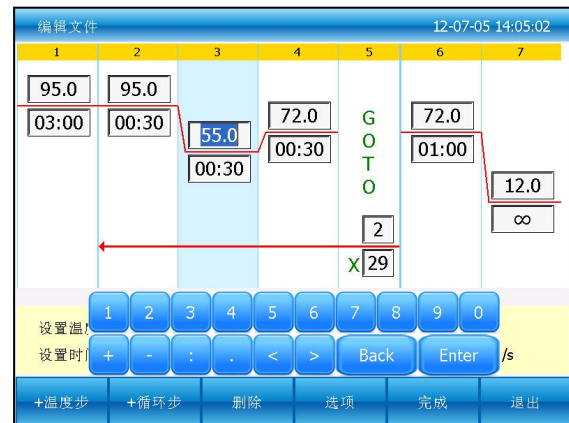 编辑文件 12-07-05 14:05:02
1 2 3 4 5 6 7
95.0 95.0 55.0 72.0 72.0 12.0
03:00 00:30 00:30 00:30 01:00 ∞
GOTO
2
X 29
1 2 3 4 5 6 7 8 9 0
设置温
设置时 + - : . < > Back Enter /s
+温度步 +循环步 删除 选项 完成 退出